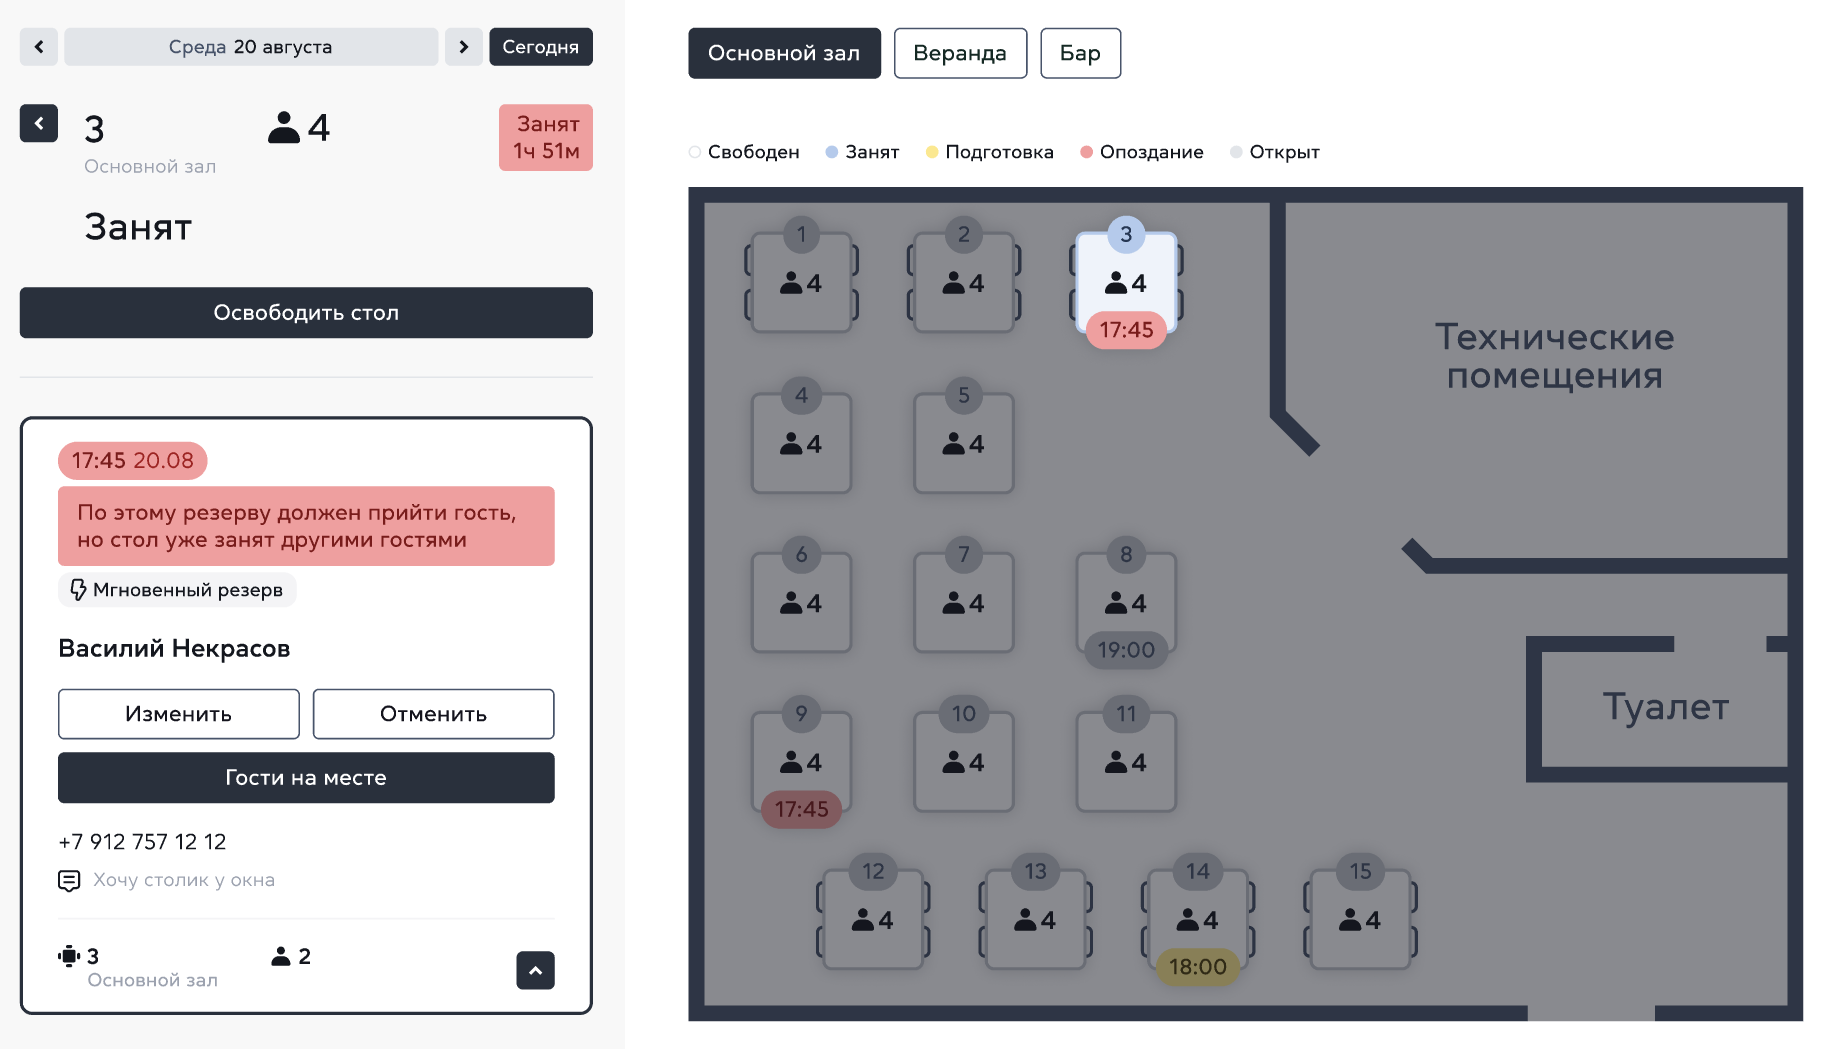 Среда 20 августа
Сегодня
3
4
Основной зал
Занят
1ч 51м
Занят
Освободить стол
17:45 20.08
По этому резерву должен прийти гость,
но стол уже занят другими гостями
Мгновенный резерв
Василий Некрасов
Изменить
Отменить
Гости на месте
+7 912 757 12 12
Хочу столик у окна
3
2
Основной зал
Основной зал
Веранда
Бар
Свободен
Занят
Подготовка
Опоздание
Открыт
1
4
2
4
3
4
17:45
4
4
5
4
6
4
7
4
8
4
19:00
9
4
17:45
10
4
11
4
12
4
13
4
14
4
18:00
15
4
Технические
помещения
Туалет